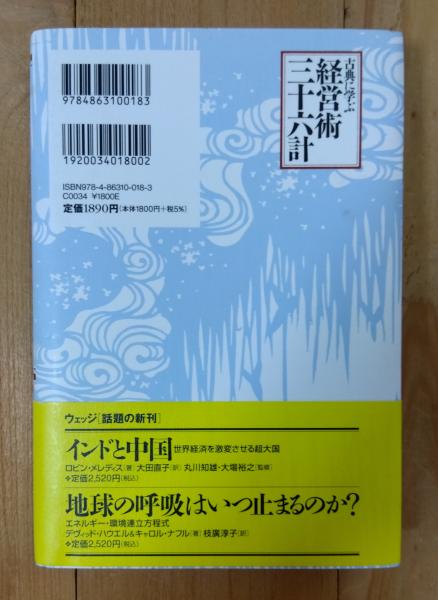 古典に学ぶ
経営術
三十六計
9784863100183
1920034018002
ISBN978-4-86310-018-3
C0034 ¥1800E
定価1890円(本体1800円+税5%)
ウェッジ[話題の新刊]
インドと中国 世界経済を激変させる超大国
ロビン・メレディス(著) 大田直子(訳) 丸川知雄・大場裕之(監修)
❖定価2,520円(税込)
地球の呼吸はいつ止まるのか?
エネルギー・環境連立方程式
デヴィッド・ハウエル&キャロル・ナフル(著) 枝廣淳子(訳)
❖定価2,520円(税込)